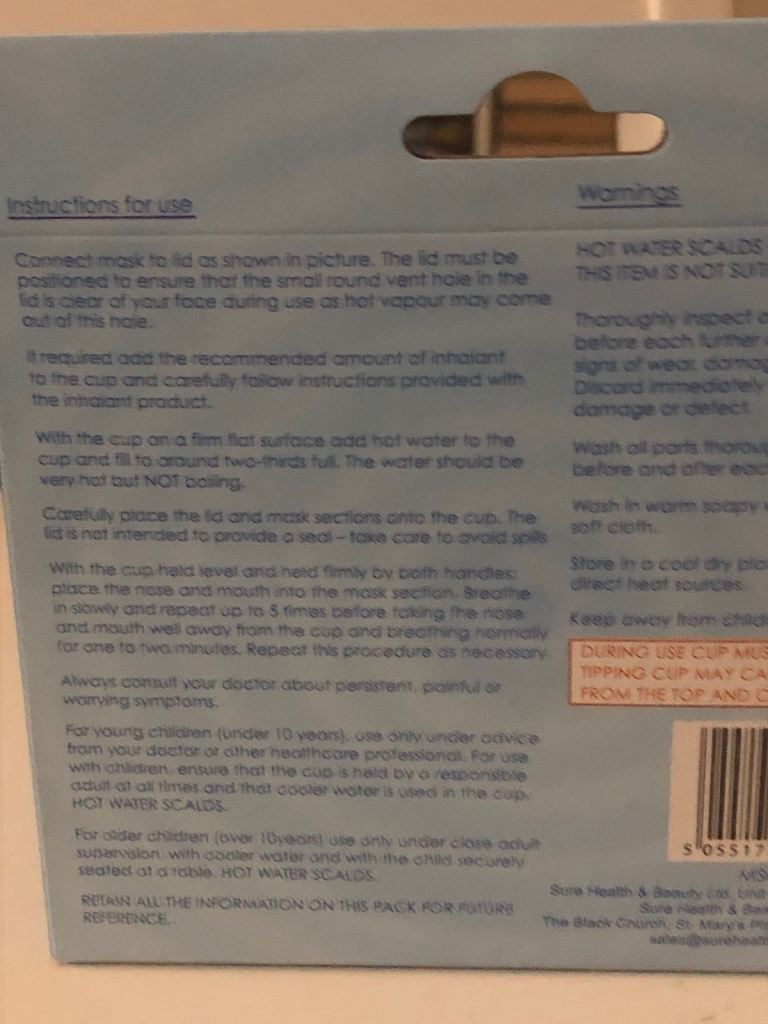 Instructions for use
Connect mask to lid as shown in picture. The lid must be
positioned to ensure that the small round vent hole in the
lid is clear of your face during use as hot vapour may come
out of this hole.
If required add the recommended amount of inhalant
to the cup and carefully follow instructions provided with
the inhalant product.
With the cup on a firm flat surface add hot water to the
cup and fill to around two-thirds full. The water should be
very hot but NOT boiling.
Carefully place the lid and mask sections onto the cup. The
lid is not intended to provide a seal – take care to avoid spills
With the cup held level and held firmly by both handles:
place the nose and mouth into the mask section. Breathe
in slowly and repeat up to 5 times before taking the nose
and mouth well away from the cup and breathing normally
for one to two minutes. Repeat this procedure as necessary.
Always consult your doctor about persistent, painful or
worrying symptoms.
For young children (under 10 years), use only under advice
from your doctor or other healthcare professional. For use
with children, ensure that the cup is held by a responsible
adult at all times and that cooler water is used in the cup.
HOT WATER SCALDS.
For older children (over 10years) use only under close adult
supervision, with cooler water and with the child securely
seated at a table. HOT WATER SCALDS.
RETAIN ALL THE INFORMATION ON THIS PACK FOR FUTURE
REFERENCE.
Warnings
HOT WATER SCALDS
THIS ITEM IS NOT SUIT
Thoroughly inspect
before each further
signs of wear, damag
Discard immediately
damage or defect.
Wash all parts thoroug
before and after eac
Wash in warm soapy
soft cloth.
Store in a cool dry pla
direct heat sources.
Keep away from child
DURING USE CUP MUS
TIPPING CUP MAY CA
FROM THE TOP AND
5 05517
Sure Health & Beauty Ltd, Unit
Sure Health & Bea
The Black Church, St. Mary's Pl
sales@surehealt